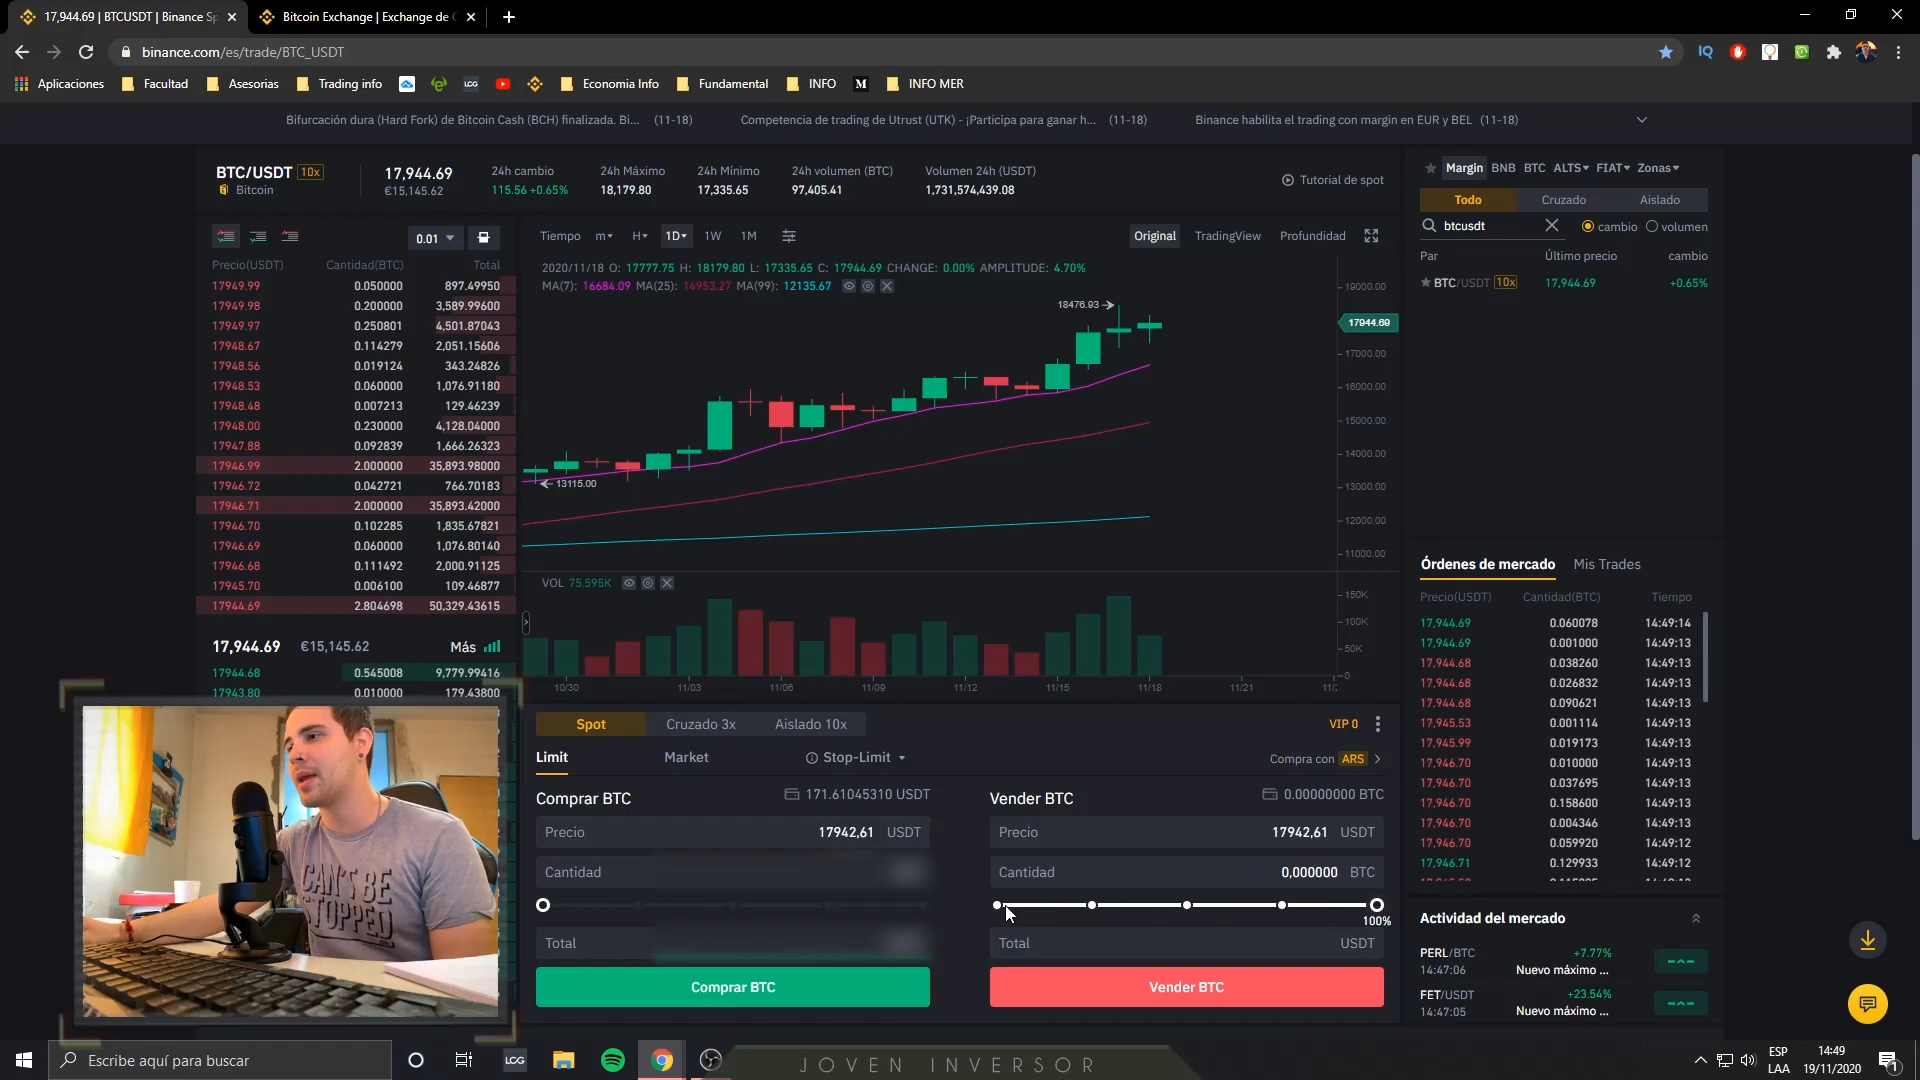 17,944.69 | BTCUSDT | Binance Sp
Bitcoin Exchange | Exchange de C
binance.com/es/trade/BTC_USDT
Aplicaciones Facultad Asesorias Trading info LCG Economia Info Fundamental INFO M INFO MER
Bifurcación dura (Hard Fork) de Bitcoin Cash (BCH) finalizada. Bi... (11-18) Competencia de trading de Utrust (UTK) - ¡Participa para ganar h... (11-18) Binance habilita el trading con margin en EUR y BEL (11-18)
BTC/USDT 10x
Bitcoin
17,944.69
€15,145.62
24h cambio
115.56 +0.65%
24h Máximo
18,179.80
24h Mínimo
17,335.65
24h volumen (BTC)
97,405.41
Volumen 24h (USDT)
1,731,574,439.08
Tutorial de spot
0.01
Precio(USDT) Cantidad(BTC) Total
17949.99 0.050000 897.49950
17949.98 0.200000 3,589.99600
17949.97 0.250801 4,501.87043
17948.67 0.114279 2,051.15606
17948.56 0.019124 343.24826
17948.53 0.060000 1,076.91180
17948.48 0.007213 129.46239
17948.00 0.230000 4,128.04000
17947.88 0.092839 1,666.26323
17946.99 2.000000 35,893.98000
17946.72 0.042721 766.70183
17946.71 2.000000 35,893.42000
17946.70 0.102285 1,835.67821
17946.69 0.060000 1,076.80140
17946.68 0.111492 2,000.91125
17945.70 0.006100 109.46877
17944.69 2.804698 50,329.43615
17,944.69 €15,145.62 Más
17944.68 0.545008 9,779.99416
17943.80 0.010000 179.43800
Tiempo m H 1D 1W 1M
Original TradingView Profundidad
2020/11/18 O: 17777.75 H: 18179.80 L: 17335.65 C: 17944.69 CHANGE: 0.00% AMPLITUDE: 4.70%
MA(7): 16684.09 MA(25): 14953.27 MA(99): 12135.67
18476.93
13115.00
19000.00
17944.69
17000.00
16000.00
15000.00
14000.00
13000.00
12000.00
11000.00
VOL 75.595K
150K
100K
50K
0
10/30 11/03 11/06 11/09 11/12 11/15 11/18 11/21
Spot Cruzado 3x Aislado 10x
VIP 0
Limit Market Stop-Limit
Compra con ARS
Comprar BTC 171.61045310 USDT
Precio 17942,61 USDT
Cantidad
Total
Comprar BTC
Vender BTC 0.00000000 BTC
Precio 17942,61 USDT
Cantidad 0,000000 BTC
100%
Total USDT
Vender BTC
Margin BNB BTC ALTS FIAT Zonas
Todo Cruzado Aislado
btcusdt cambio volumen
Par Último precio cambio
BTC/USDT 10x 17,944.69 +0.65%
Órdenes de mercado Mis Trades
Precio(USDT) Cantidad(BTC) Tiempo
17,944.69 0.060078 14:49:14
17,944.69 0.001000 14:49:13
17,944.68 0.038260 14:49:13
17,944.68 0.026832 14:49:13
17,944.68 0.090621 14:49:13
17,945.53 0.001114 14:49:13
17,945.99 0.019173 14:49:13
17,946.70 0.010000 14:49:13
17,946.70 0.037695 14:49:13
17,946.70 0.158600 14:49:13
17,946.70 0.004346 14:49:13
17,946.70 0.059920 14:49:12
17,946.71 0.129933 14:49:12
Actividad del mercado
PERL/BTC +7.77%
14:47:06 Nuevo máximo ...
FET/USDT +23.54%
14:47:05 Nuevo máximo ...
CAN'T BE
STOPPED
Escribe aquí para buscar
LCG
JOVEN INVERSOR
ESP
LAA
14:49
19/11/2020
1